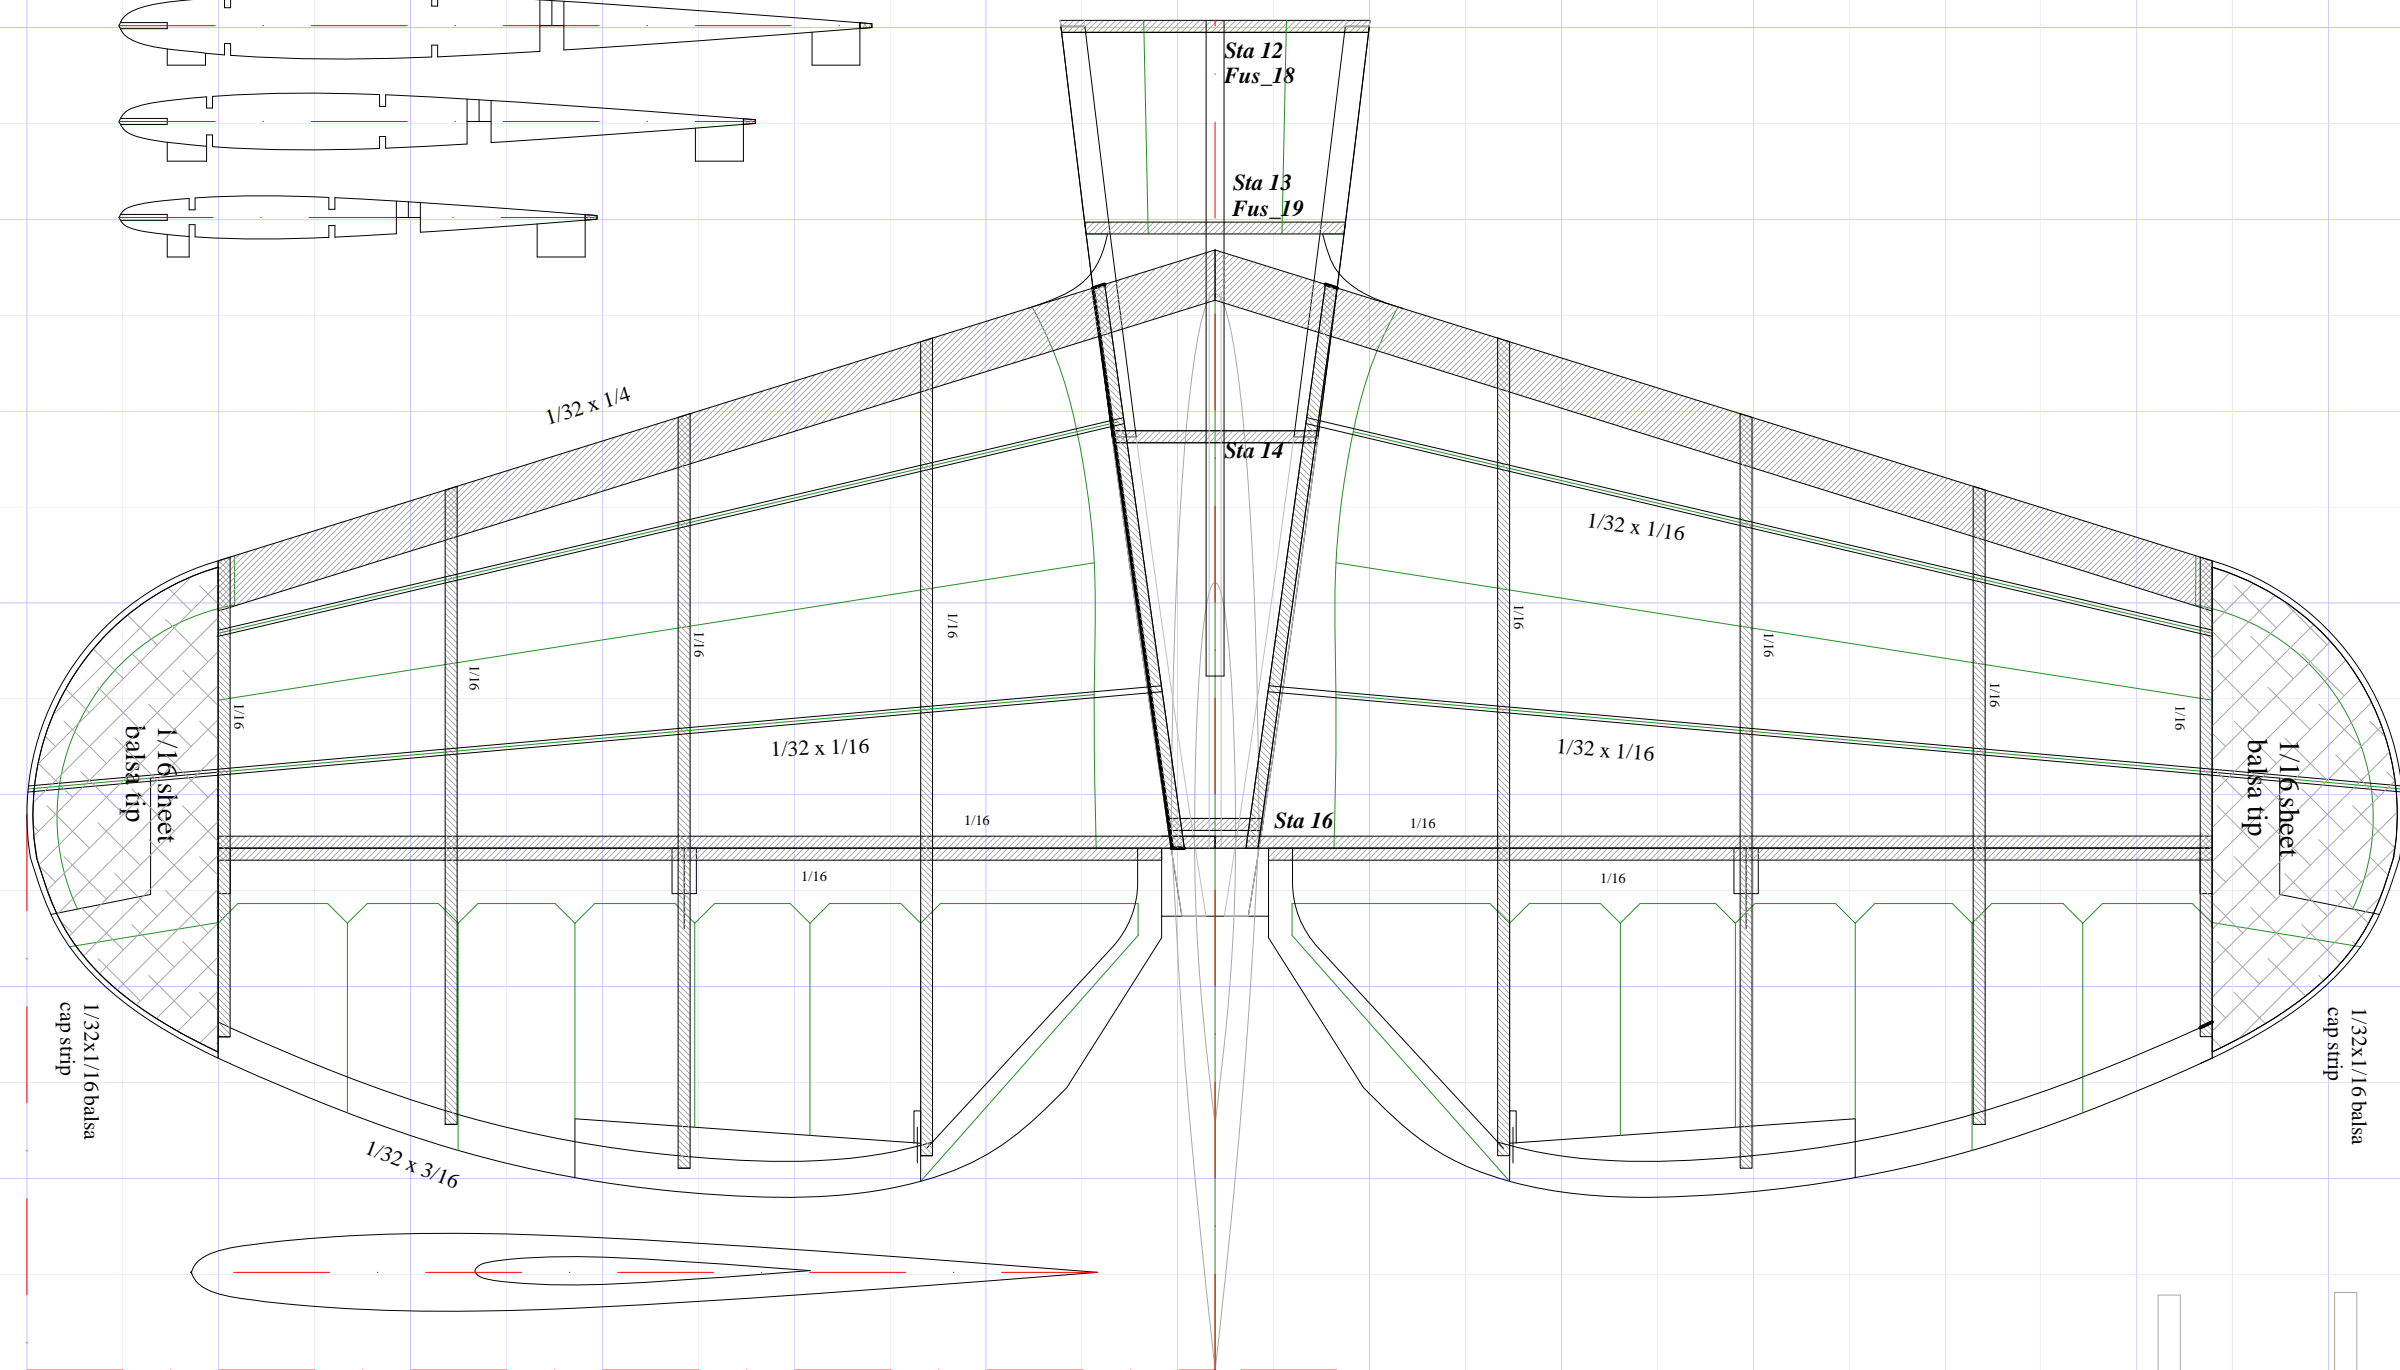 Sta 12
Fus_18
Sta 13
Fus_19
1/32 x 1/4
Sta 14
1/32 x 1/16
1/16
1/16
1/16
1/16
1/16
1/16
1/16
1/16
1/16 sheet
balsa tip
1/32 x 1/16
1/32 x 1/16
1/16 sheet
balsa tip
1/16
Sta 16
1/16
1/16
1/16
1/32x1/16 balsa
cap strip
1/32x1/16 balsa
cap strip
1/32 x 3/16